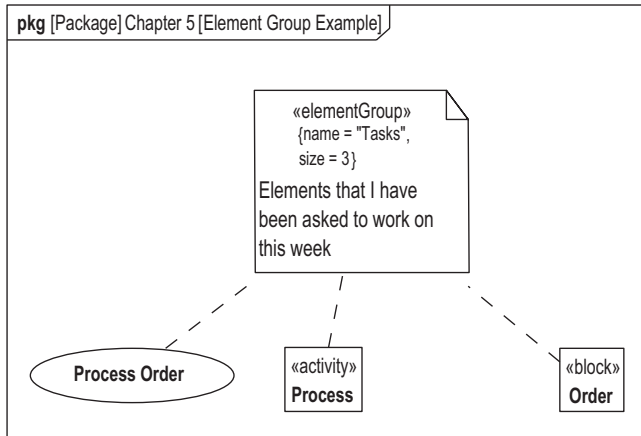 pkg [Package] Chapter 5 [Element Group Example]
«elementGroup»
{name = "Tasks",
size = 3}
Elements that I have
been asked to work on
this week
Process Order
«activity»
Process
«block»
Order